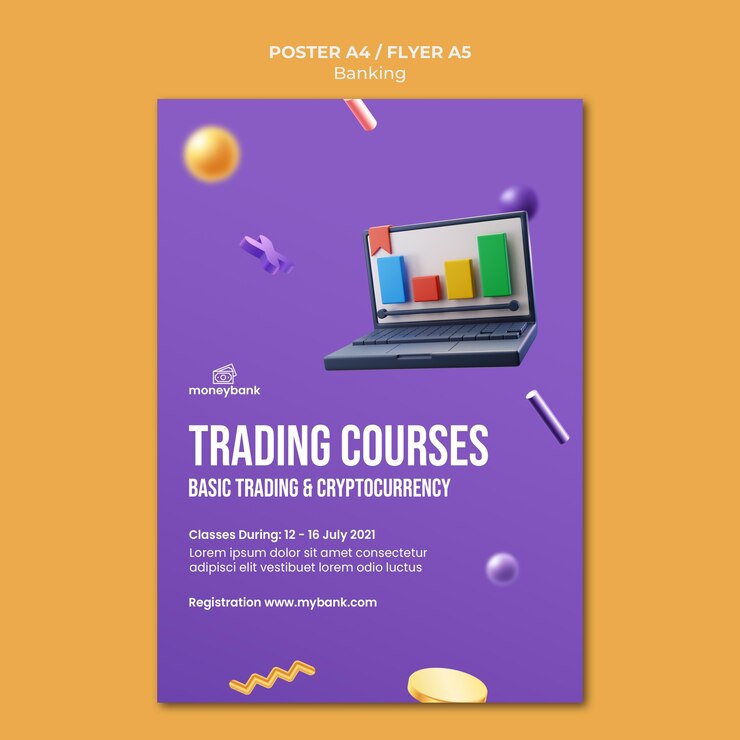 POSTER A4 / FLYER A5
Banking
moneybank
TRADING COURSES
BASIC TRADING & CRYPTOCURRENCY
Classes During: 12 - 16 July 2021
Lorem ipsum dolor sit amet consectetur
adipisci elit vestibuet lorem odio luctus
Registration www.mybank.com